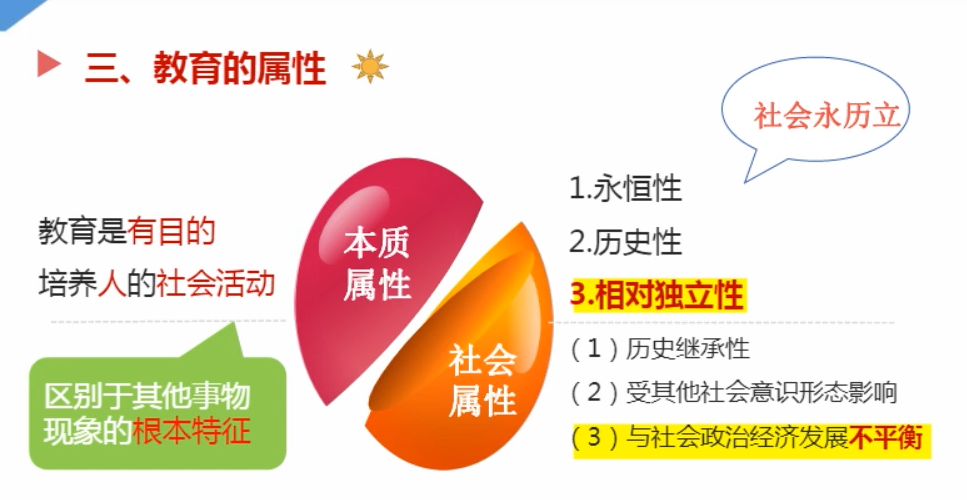 三、教育的属性
社会永历立
教育是有目的
培养人的社会活动
区别于其他事物
现象的根本特征
本质
属性
社会
属性
1.永恒性
2.历史性
3.相对独立性
（1）历史继承性
（2）受其他社会意识形态影响
（3）与社会政治经济发展不平衡